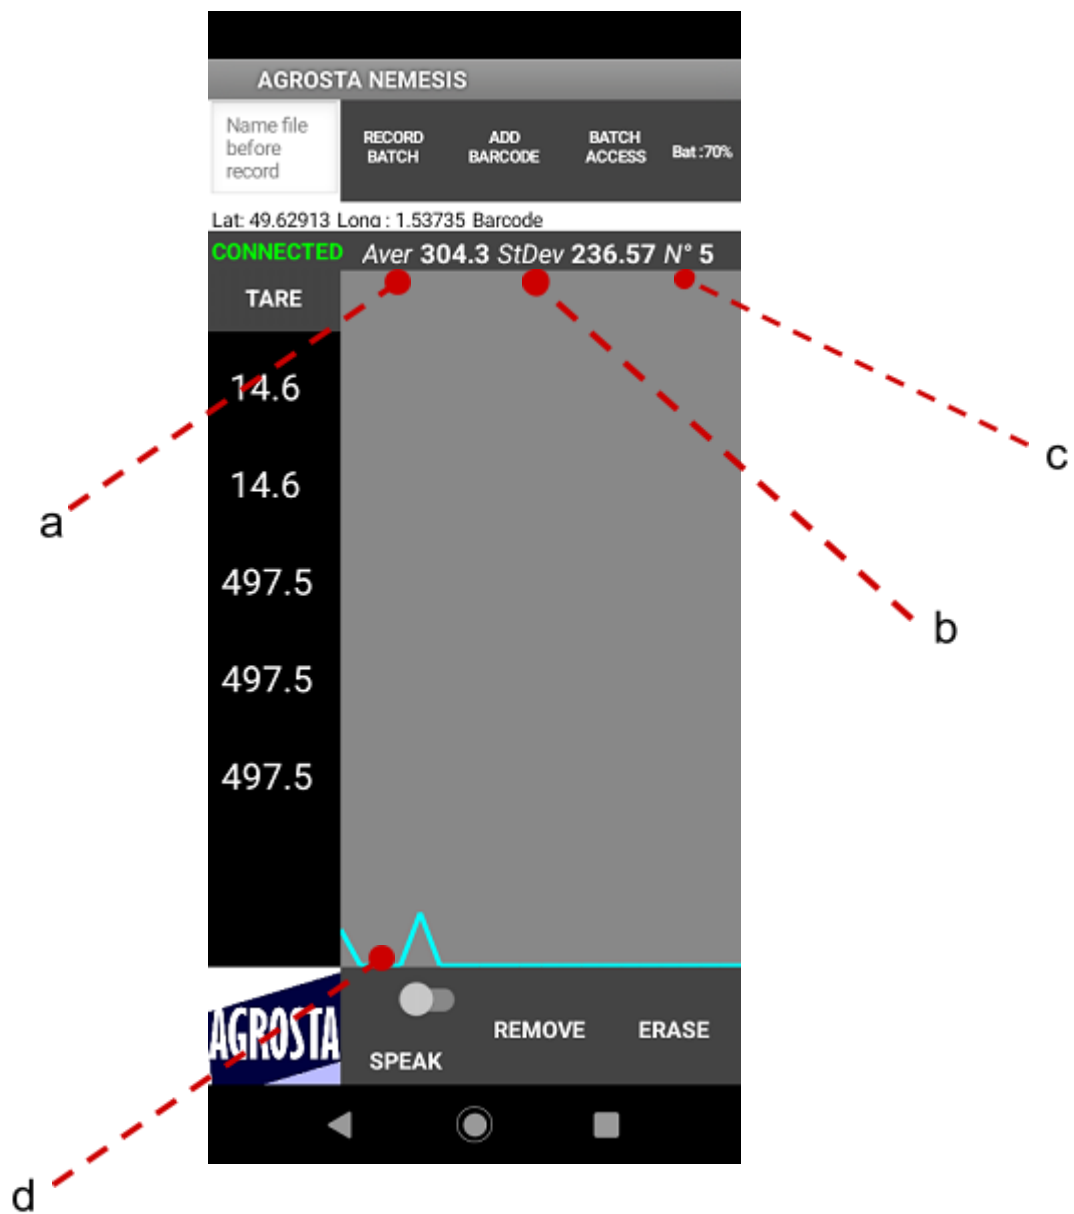 AGROSTA NEMESIS
Name file
before
record
RECORD
BATCH
ADD
BARCODE
BATCH
ACCESS
Bat :70%
Lat: 49.62913 Long : 1.53735 Barcode
CONNECTED
Aver 304.3 StDev 236.57 N° 5
TARE
14.6
14.6
497.5
497.5
497.5
a
b
c
AGROSTA
SPEAK
REMOVE
ERASE
d